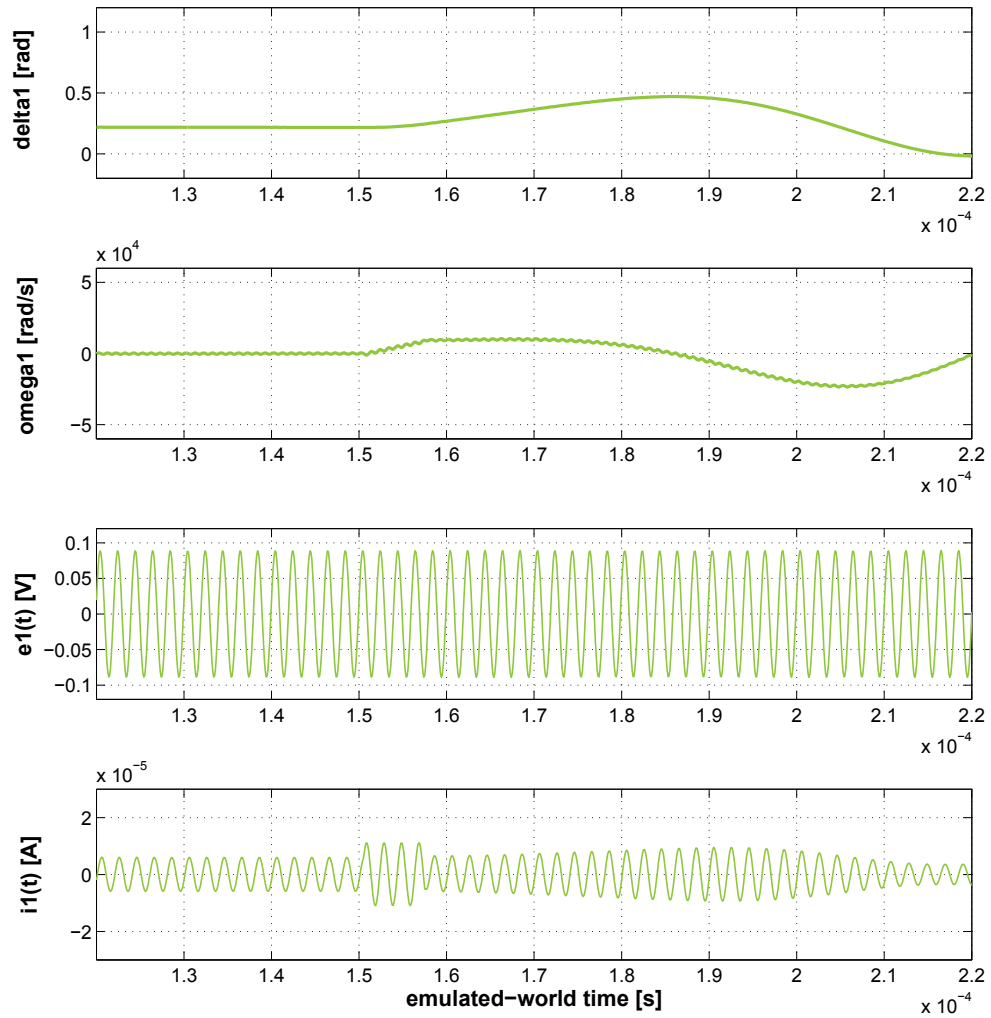 delta1 [rad]
1
0.5
0
1.3 1.4 1.5 1.6 1.7 1.8 1.9 2 2.1 2.2
x 10−4
x 104
omega1 [rad/s]
5
0
−5
1.3 1.4 1.5 1.6 1.7 1.8 1.9 2 2.1 2.2
x 10−4
e1(t) [V]
0.1
0.05
0
−0.05
−0.1
1.3 1.4 1.5 1.6 1.7 1.8 1.9 2 2.1 2.2
x 10−4
x 10−5
i1(t) [A]
2
0
−2
1.3 1.4 1.5 1.6 1.7 1.8 1.9 2 2.1 2.2
emulated−world time [s]
x 10−4